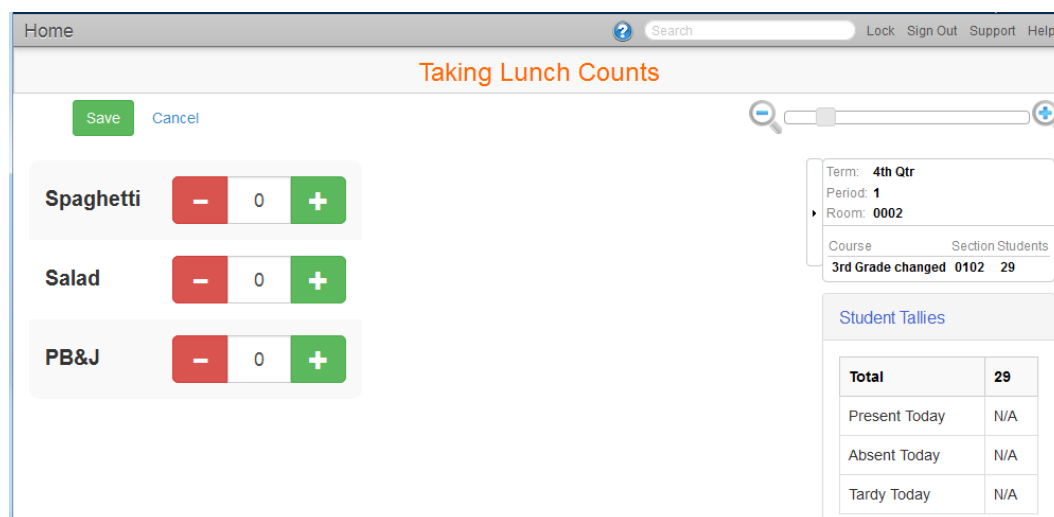 Home Search Lock Sign Out Support Help
Taking Lunch Counts
Save Cancel
Spaghetti 0
Salad 0
PB&J 0
Term: 4th Qtr
Period: 1
Room: 0002
Course Section Students
3rd Grade changed 0102 29
Student Tallies
Total 29
Present Today N/A
Absent Today N/A
Tardy Today N/A